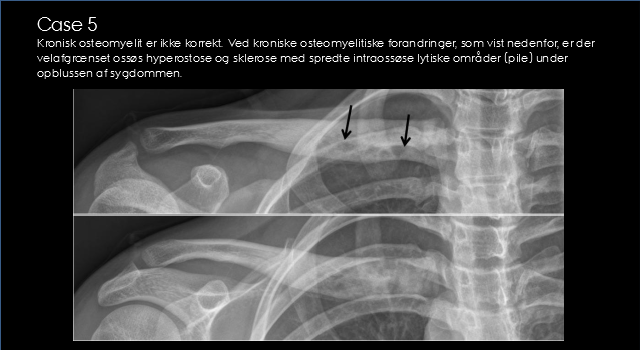 Case 5
Kronisk osteomyelit er ikke korrekt. Ved kroniske osteomyelitiske forandringer, som vist nedenfor, er der
velafgrænset ossøs hyperostose og sklerose med spredte intraossøse lytiske områder (pile) under
opblussen af sygdommen.